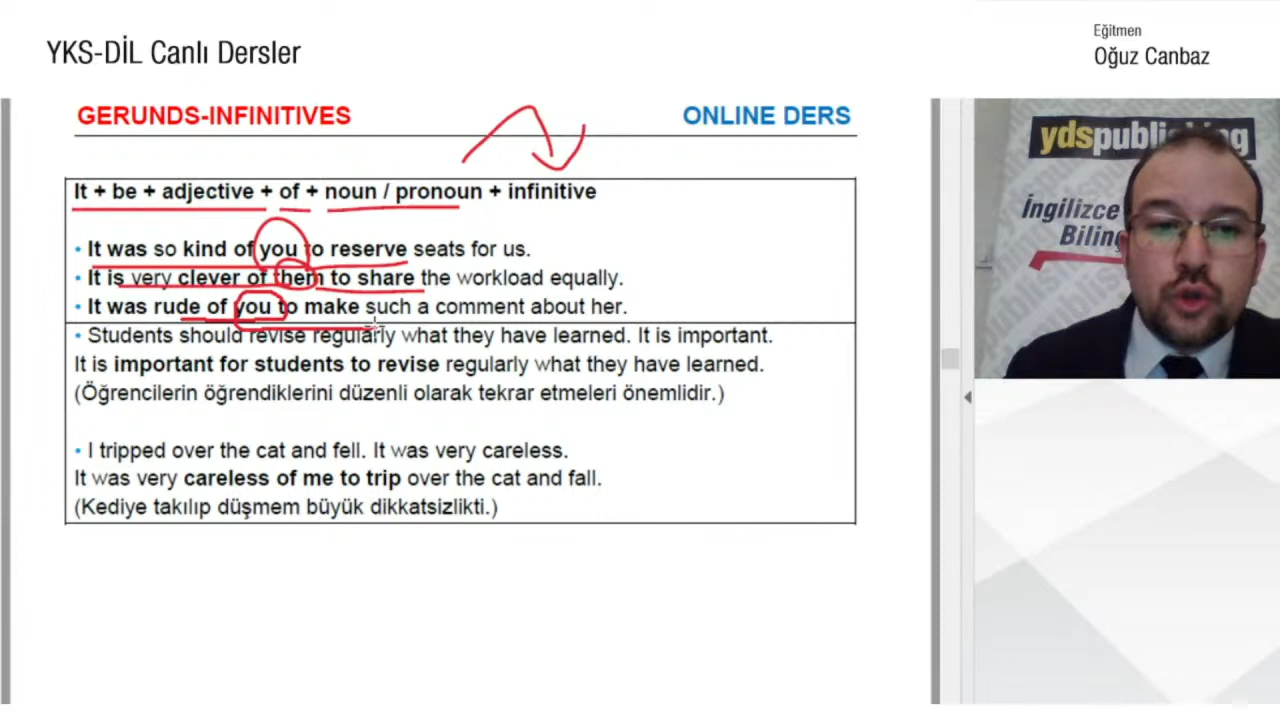 YKS-DİL Canlı Dersler
Eğitmen
Oğuz Canbaz
GERUNDS-INFINITIVES
ONLINE DERS
It + be + adjective + of + noun / pronoun + infinitive
• It was so kind of you to reserve seats for us.
• It is very clever of them to share the workload equally.
• It was rude of you to make such a comment about her.
• Students should revise regularly what they have learned. It is important.
It is important for students to revise regularly what they have learned.
(Öğrencilerin öğrendiklerini düzenli olarak tekrar etmeleri önemlidir.)
• I tripped over the cat and fell. It was very careless.
It was very careless of me to trip over the cat and fall.
(Kediye takılıp düşmem büyük dikkatsizlikti.)
ydspublishing
İngilizce